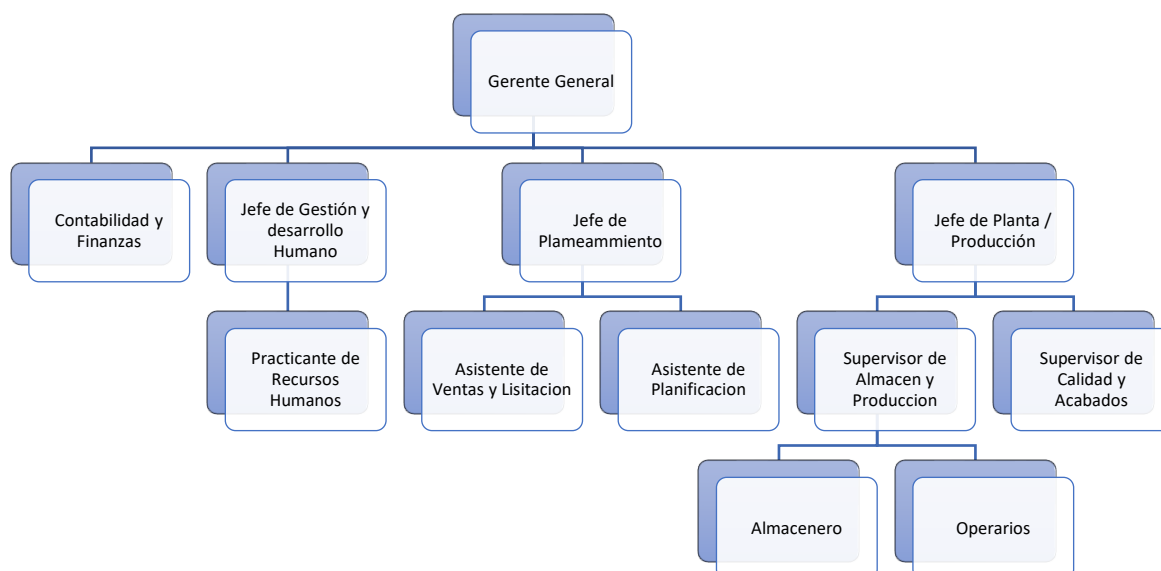 Gerente General
Contabilidad y
Finanzas
Jefe de Gestión y
desarrollo
Humano
Jefe de
Plameammiento
Jefe de Planta /
Producción
Practicante de
Recursos
Humanos
Asistente de
Ventas y Lisitacion
Asistente de
Planificacion
Supervisor de
Almacen y
Produccion
Supervisor de
Calidad y
Acabados
Almacenero
Operarios